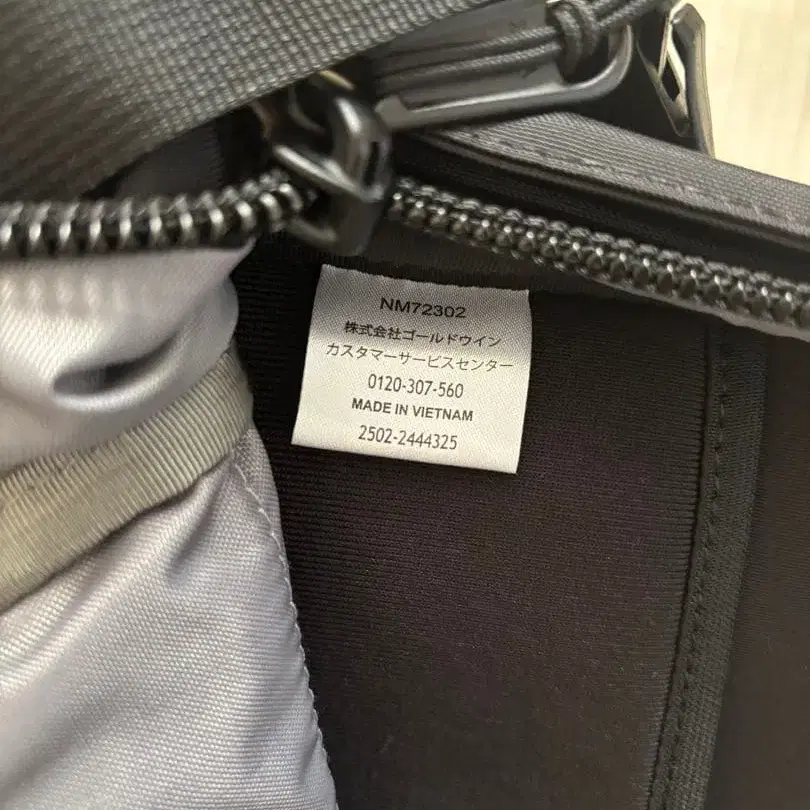 NM72302
株式会社ゴールドウイン
カスタマーサービスセンター
0120-307-560
MADE IN VIETNAM
2502-2444325